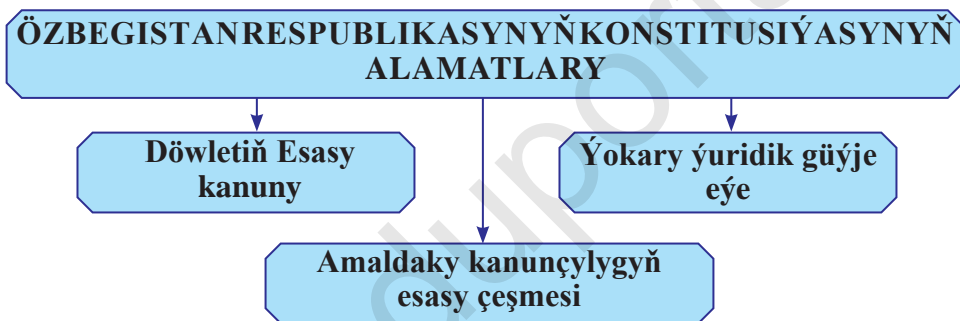 ÖZBEGISTANRESPUBLIKASYNYŇKONSTITUSIÝASYNYŇ
ALAMATLARY
Döwletiň Esasy
kanuny
Ýokary ýuridik güýje
eýe
Amaldaky kanunçylygyň
esasy çeşmesi